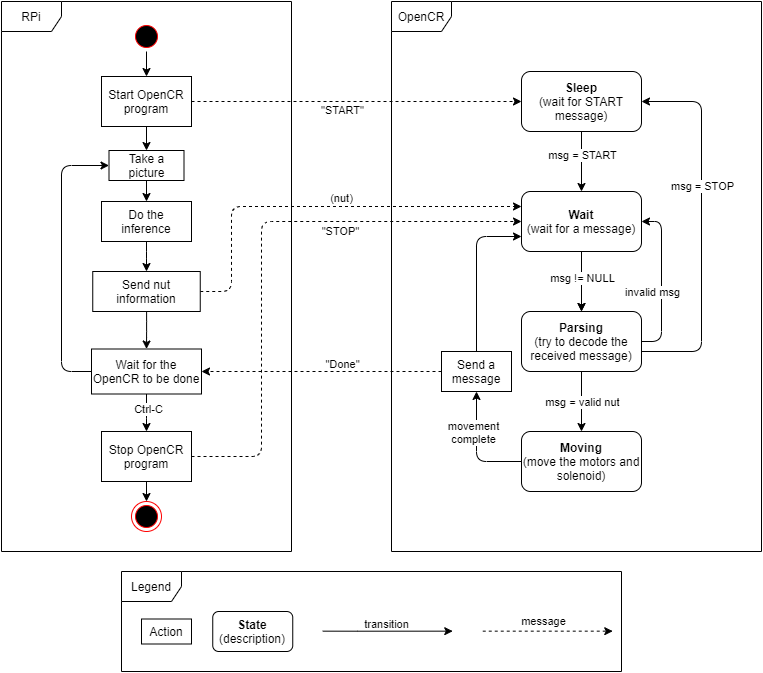 RPi
Start OpenCR
program
Take a
picture
Do the
inference
Send nut
information
Wait for the
OpenCR to be done
Ctrl-C
Stop OpenCR
program
"START"
(nut)
"STOP"
"Done"
OpenCR
Sleep
(wait for START
message)
msg = START
msg = STOP
Wait
(wait for a message)
msg != NULL
invalid msg
Parsing
(try to decode the
received message)
Send a
message
msg = valid nut
movement
complete
Moving
(move the motors and
solenoid)
Legend
Action
State
(description)
transition
message